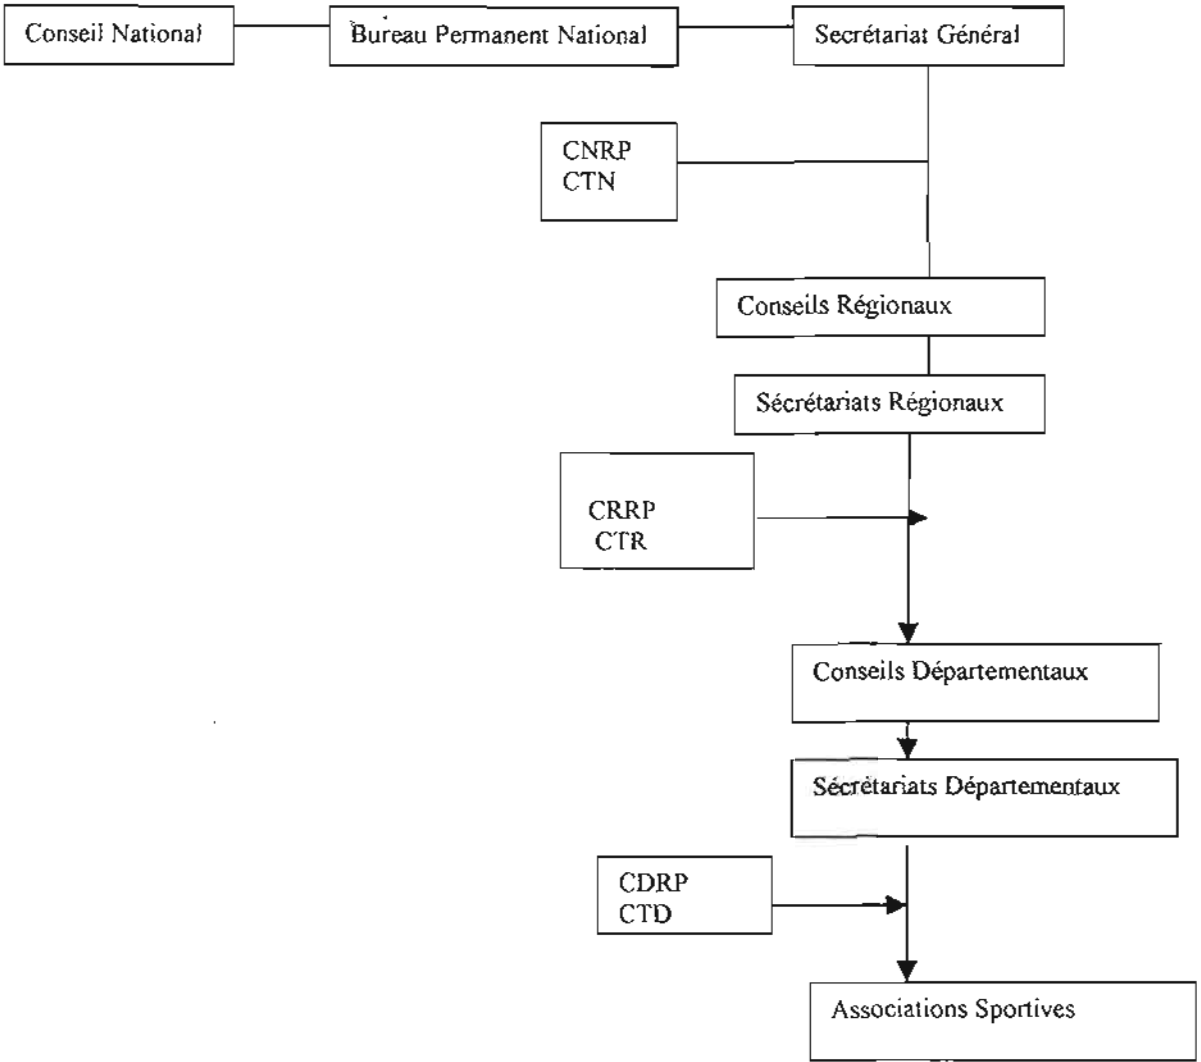 Conseil National
Bureau Permanent National
Secrétariat Général
CNRP
CTN
Conseils Régionaux
Sécrétariats Régionaux
CRRP
CTR
Conseils Départementaux
Sécrétariats Départementaux
CDRP
CTD
Associations Sportives